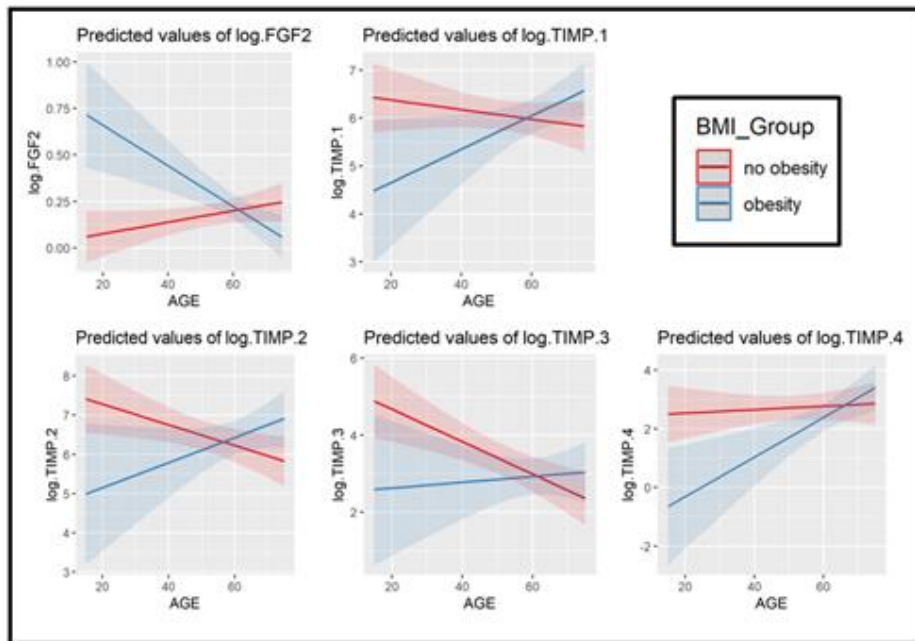 Predicted values of log.FGF2
1.00
0.75
0.50
0.25
0.00
log.FGF2
20 40 60
AGE
Predicted values of log.TIMP.1
7
6
5
4
3
log.TIMP.1
20 40 60
AGE
BMI_Group
no obesity
obesity
Predicted values of log.TIMP.2
8
7
6
5
4
3
log.TIMP.2
20 40 60
AGE
Predicted values of log.TIMP.3
6
4
2
log.TIMP.3
20 40 60
AGE
Predicted values of log.TIMP.4
4
2
0
-2
log.TIMP.4
20 40 60
AGE